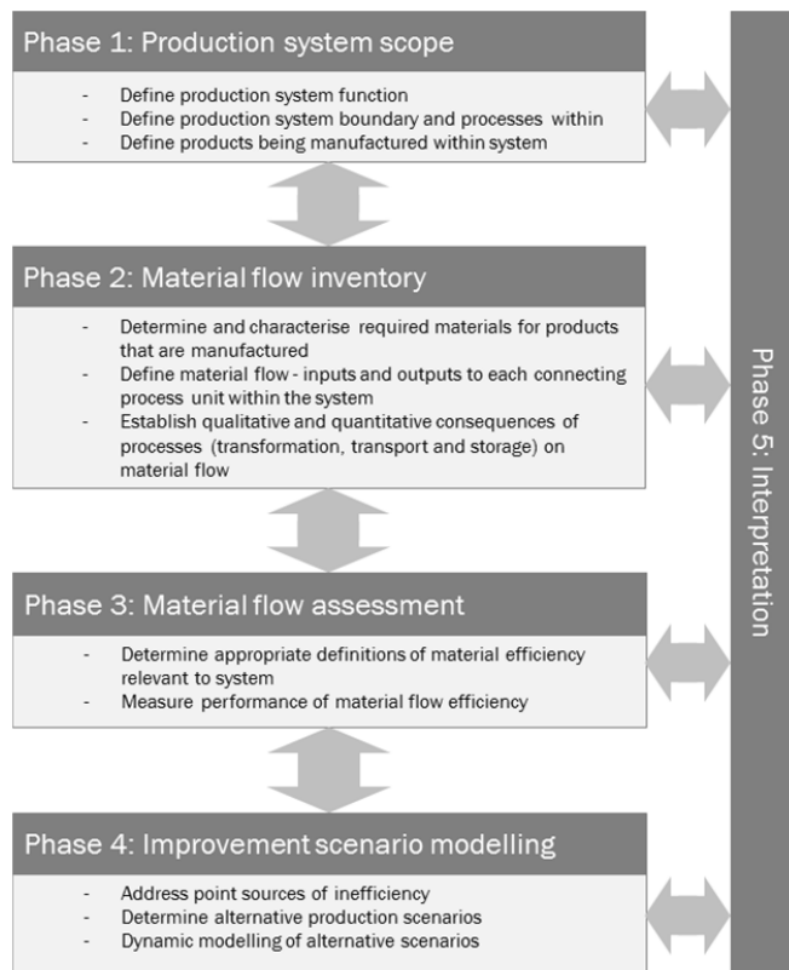 Phase 1: Production system scope
- Define production system function
- Define production system boundary and processes within
- Define products being manufactured within system
Phase 2: Material flow inventory
- Determine and characterise required materials for products
that are manufactured
- Define material flow - inputs and outputs to each connecting
process unit within the system
- Establish qualitative and quantitative consequences of
processes (transformation, transport and storage) on
material flow
Phase 3: Material flow assessment
- Determine appropriate definitions of material efficiency
relevant to system
- Measure performance of material flow efficiency
Phase 4: Improvement scenario modelling
- Address point sources of inefficiency
- Determine alternative production scenarios
- Dynamic modelling of alternative scenarios
Phase 5: Interpretation